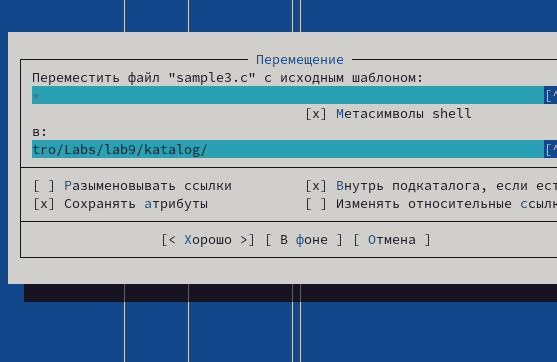 Перемещение
Переместить файл "sample3.c" с исходным шаблоном:
* [^
[x] Метасимволы shell
в:
tro/Labs/lab9/katalog/ [^
[ ] Разыменовывать ссылки [x] Внутрь подкаталога, если ест
[x] Сохранять атрибуты [ ] Изменять относительные ссылк
[< Хорошо >] [ В фоне ] [ Отмена ]